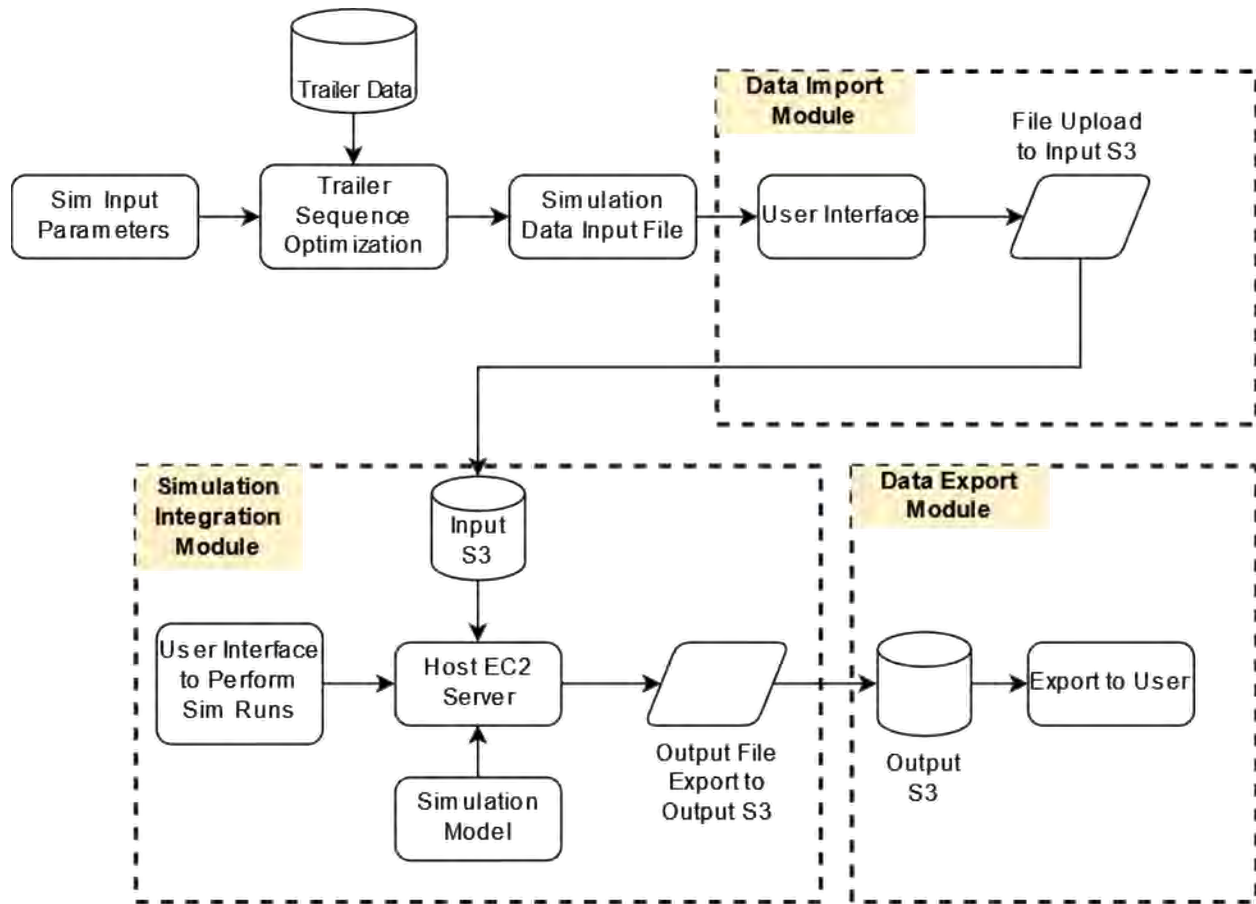 Trailer Data
Data Import
Module
File Upload
to Input S3
Sim Input
Parameters
Trailer
Sequence
Optimization
Simulation
Data Input File
User Interface
Simulation
Integration
Module
Input
S3
Data Export
Module
User Interface
to Perform
Sim Runs
Host EC2
Server
Export to User
Output File
Export to
Output S3
Output
S3
Simulation
Model